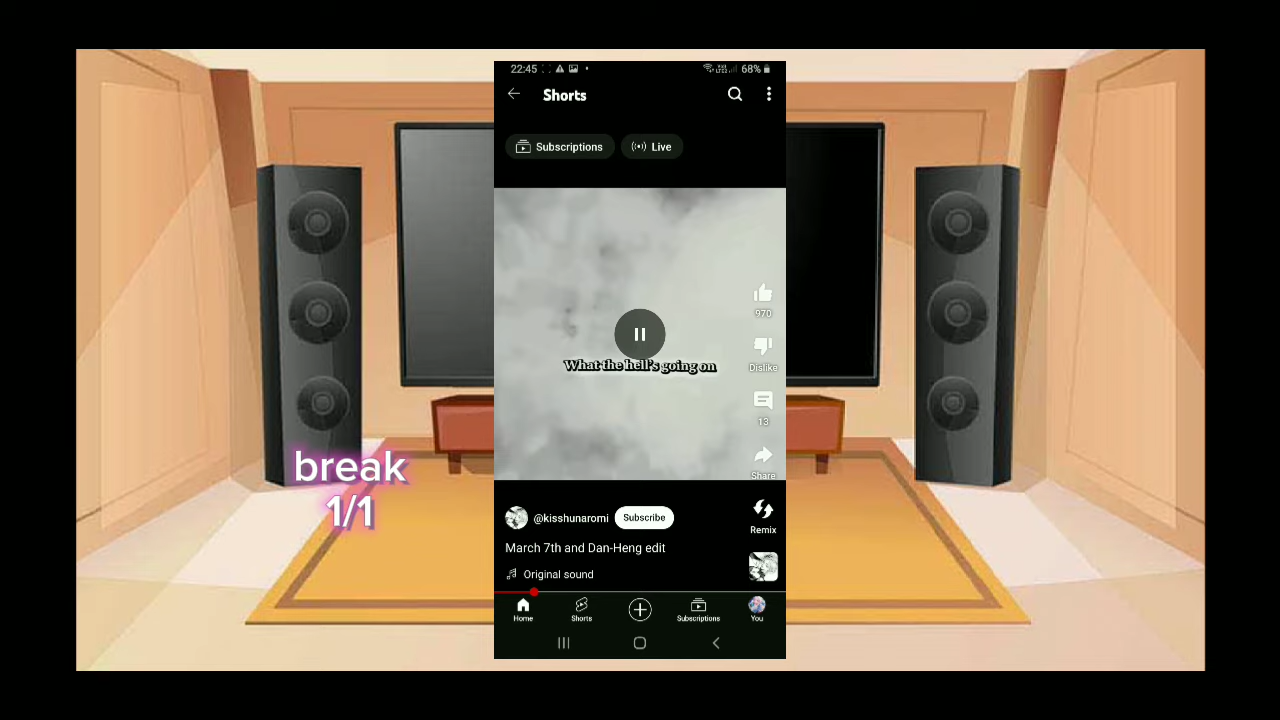 22:45
68%
Shorts
Subscriptions
Live
970
What the hell's going on
Dislike
13
Share
break
1/1
@kisshunaromi
Subscribe
Remix
March 7th and Dan-Heng edit
Original sound
Home
Shorts
Subscriptions
You